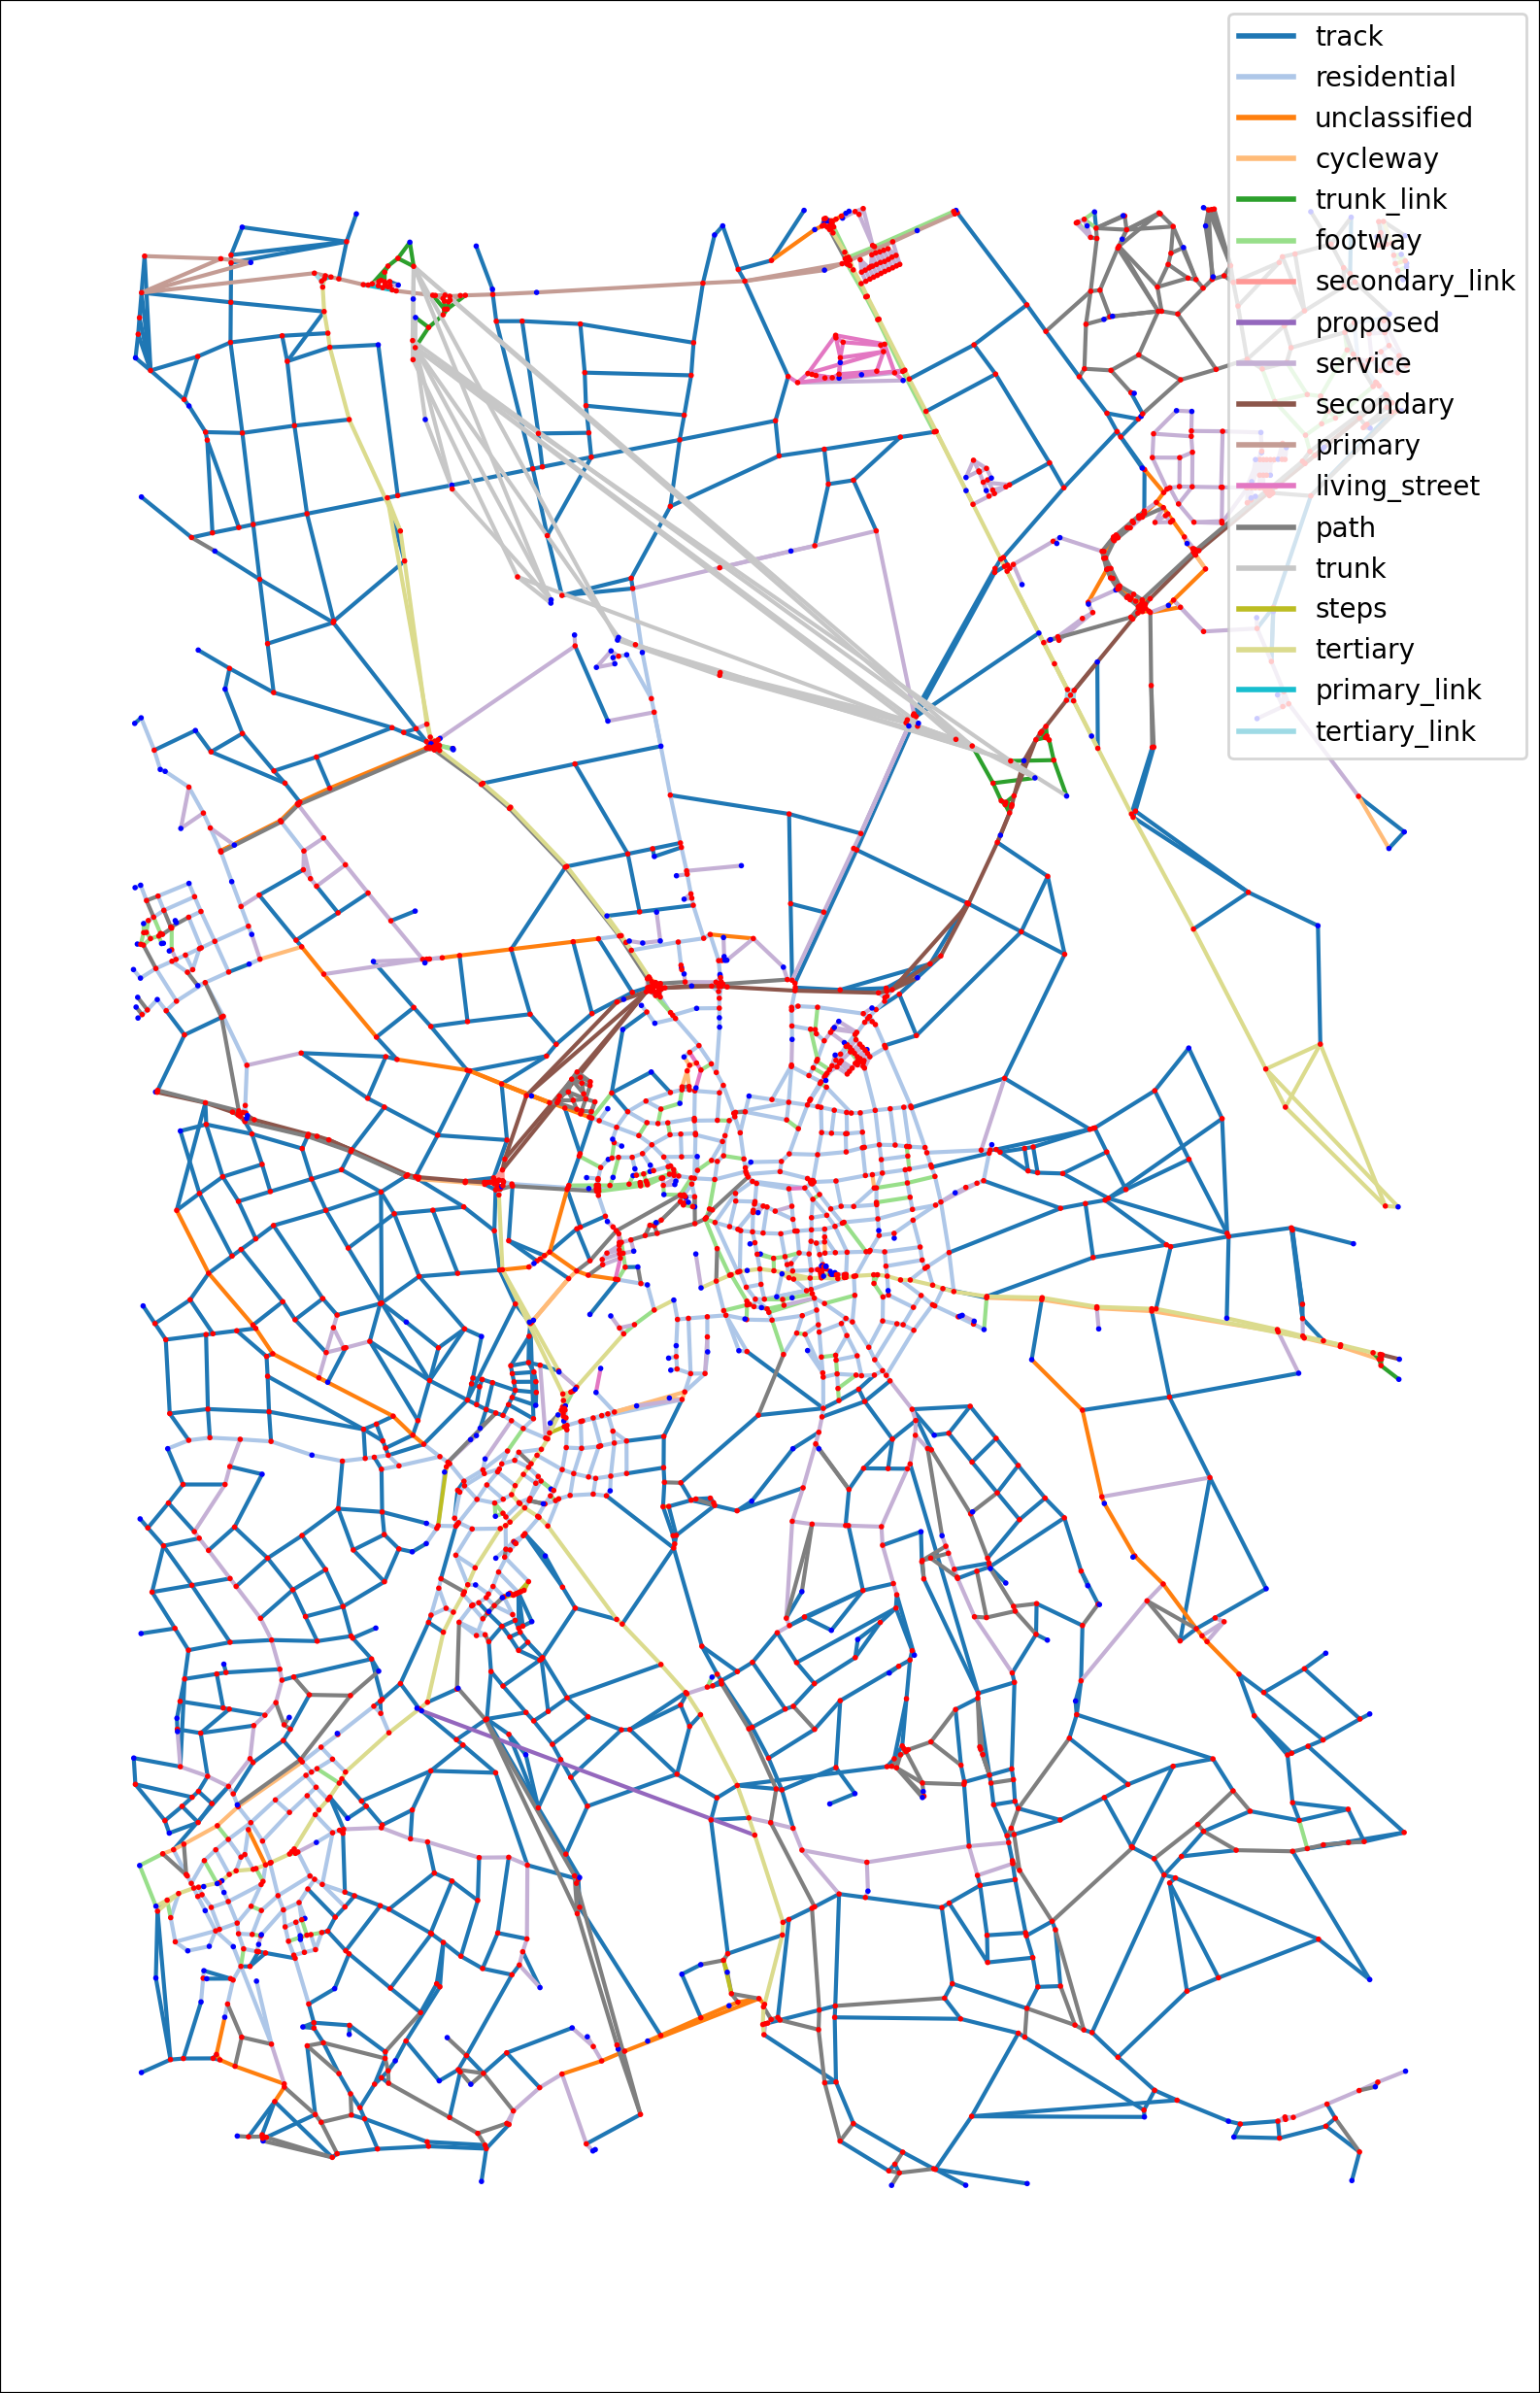 track
residential
unclassified
cycleway
trunk_link
footway
secondary_link
proposed
service
secondary
primary
living_street
path
trunk
steps
tertiary
primary_link
tertiary_link